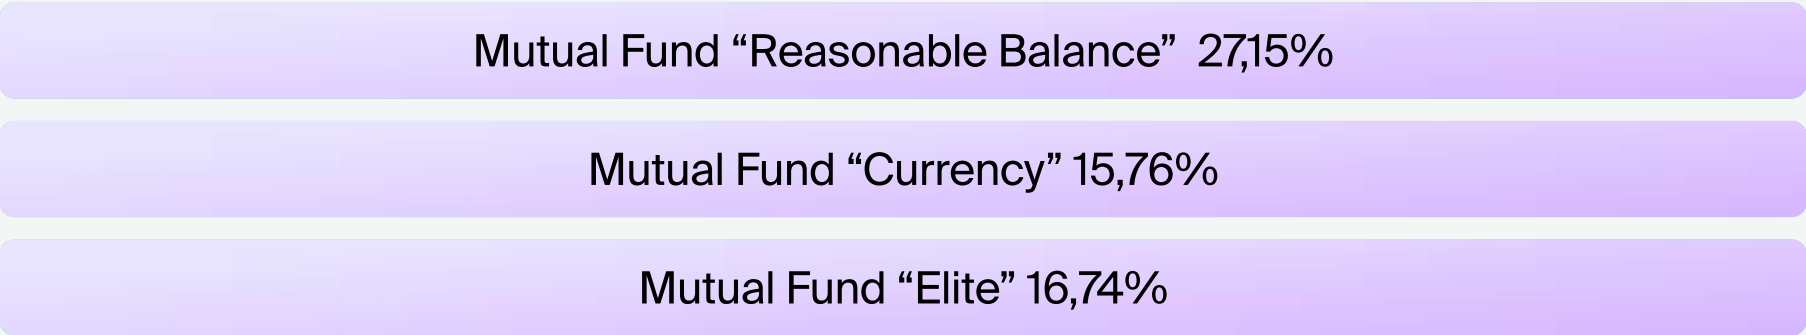 Mutual Fund “Reasonable Balance” 27,15%
Mutual Fund “Currency” 15,76%
Mutual Fund “Elite” 16,74%